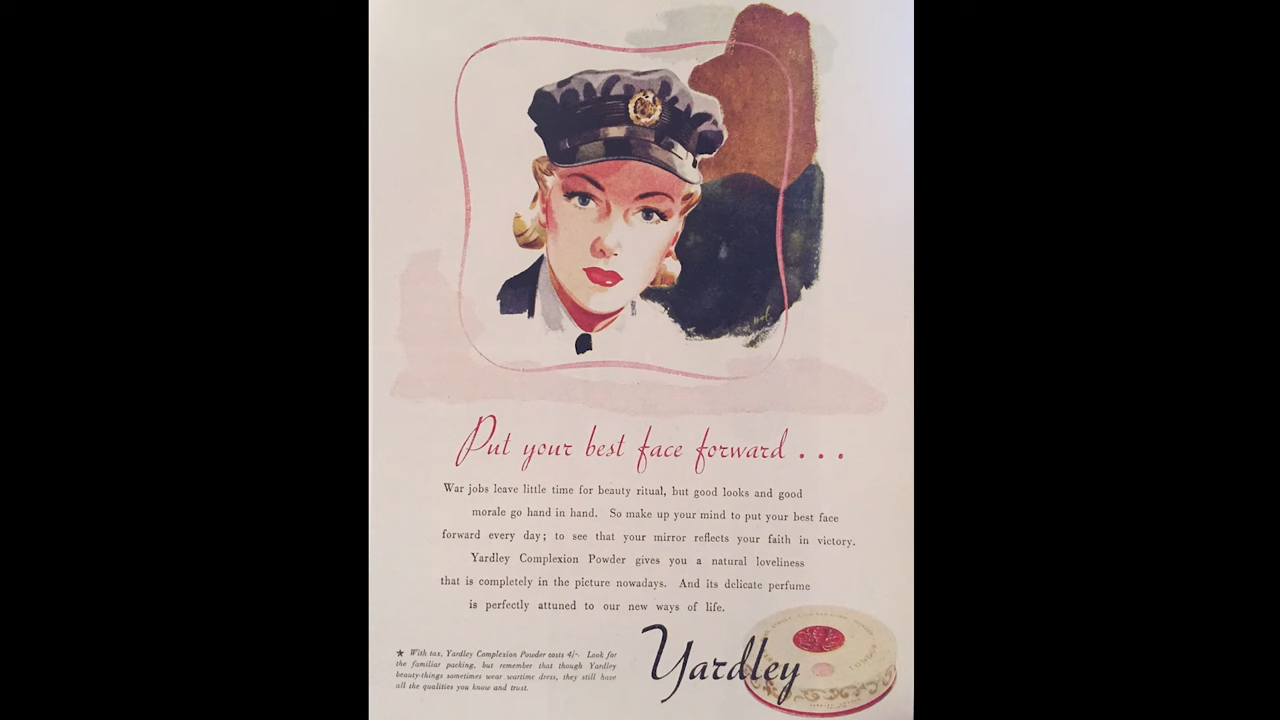 Put your best face forward . . .
War jobs leave little time for beauty ritual, but good looks and good
morale go hand in hand. So make up your mind to put your best face
forward every day; to see that your mirror reflects your faith in victory.
Yardley Complexion Powder gives you a natural loveliness
that is completely in the picture nowadays. And its delicate perfume
is perfectly attuned to our new ways of life.
★ With tax, Yardley Complexion Powder costs 4/-. Look for
the familiar packing, but remember that though Yardley
beauty-things sometimes wear wartime dress, they still have
all the qualities you know and trust.
Yardley